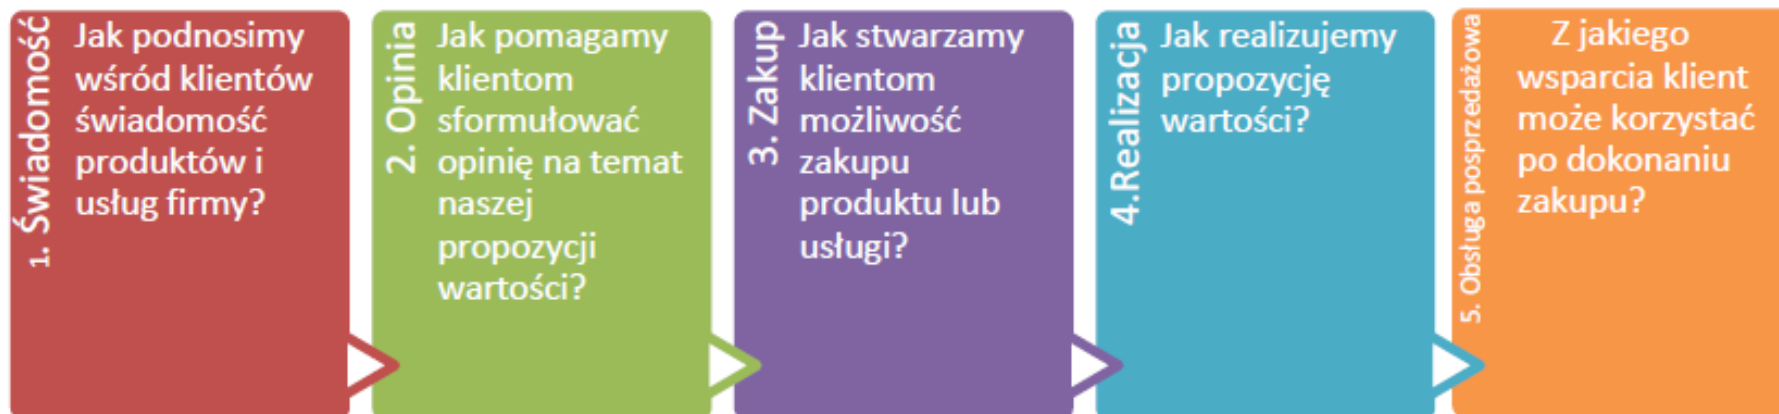 1. Świadomość
Jak podnosimy
wśród klientów
świadomość
produktów i
usług firmy?
2. Opinia
Jak pomagamy
klientom
sformułować
opinię na temat
naszej
propozycji
wartości?
3. Zakup
Jak stwarzamy
klientom
możliwość
zakupu
produktu lub
usługi?
4.Realizacja
Jak realizujemy
propozycję
wartości?
5. Obsługa posprzedażowa
Z jakiego
wsparcia klient
może korzystać
po dokonaniu
zakupu?